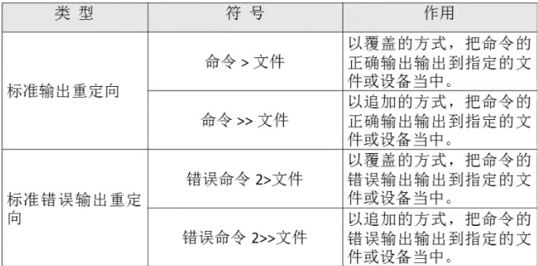 类 型
符 号
作用
标准输出重定向
命令 > 文件
以覆盖的方式，把命令的
正确输出输出到指定的文
件或设备当中。
命令 >> 文件
以追加的方式，把命令的
正确输出输出到指定的文
件或设备当中。
标准错误输出重定
向
错误命令 2>文件
以覆盖的方式，把命令的
错误输出输出到指定的文
件或设备当中。
错误命令 2>>文件
以追加的方式，把命令的
错误输出输出到指定的文
件或设备当中。